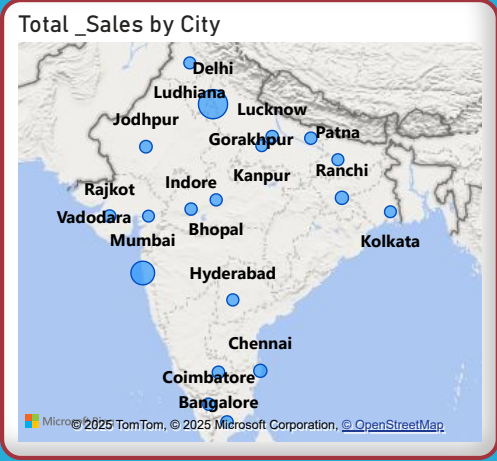 Total _Sales by City
Delhi
Ludhiana
Lucknow
Jodhpur
Gorakhpur
Patna
Kanpur
Ranchi
Indore
Rajkot
Vadodara
Bhopal
Mumbai
Kolkata
Hyderabad
Chennai
Coimbatore
Bangalore
© 2025 TomTom, © 2025 Microsoft Corporation, © OpenStreetMap